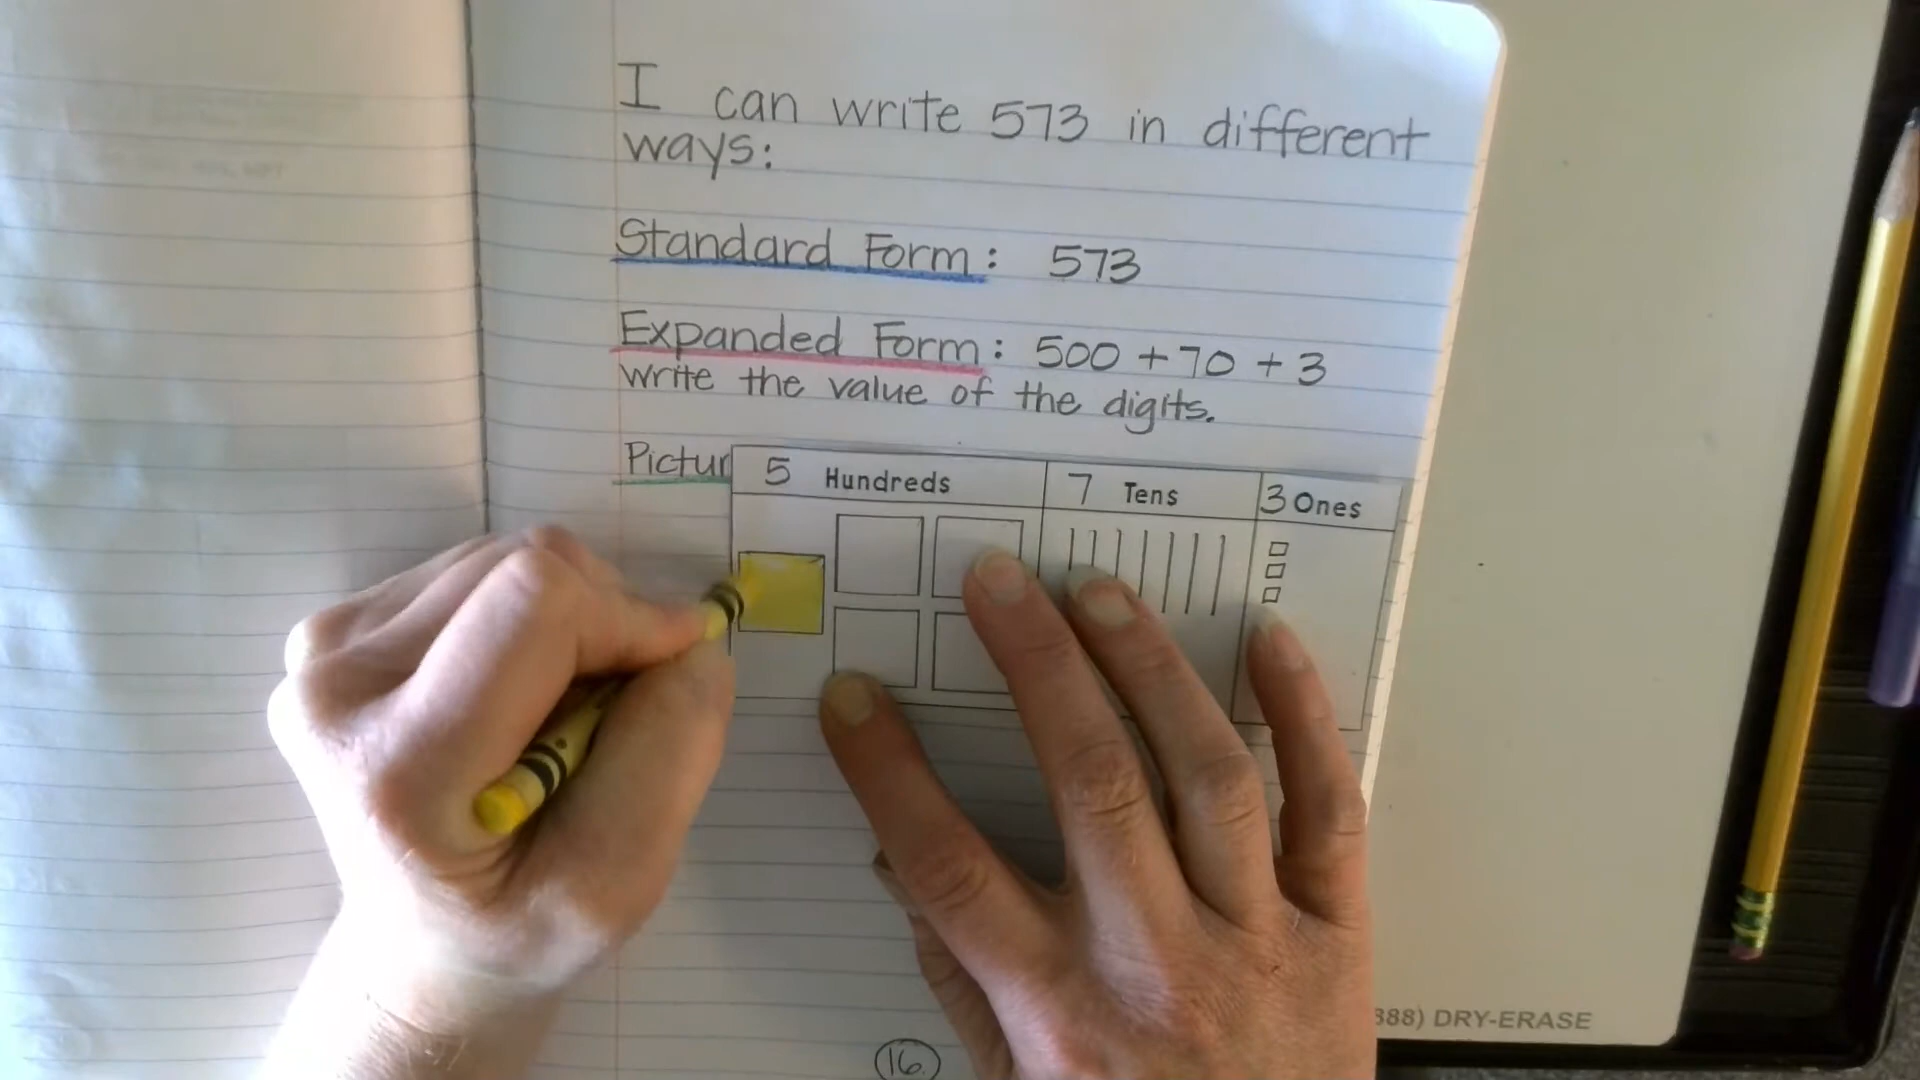 I can write 573 in different
ways:
Standard Form: 573
Expanded Form: 500 + 70 + 3
write the value of the digits.
Pictur
5 Hundreds 7 Tens 3 Ones
388) DRY-ERASE
16